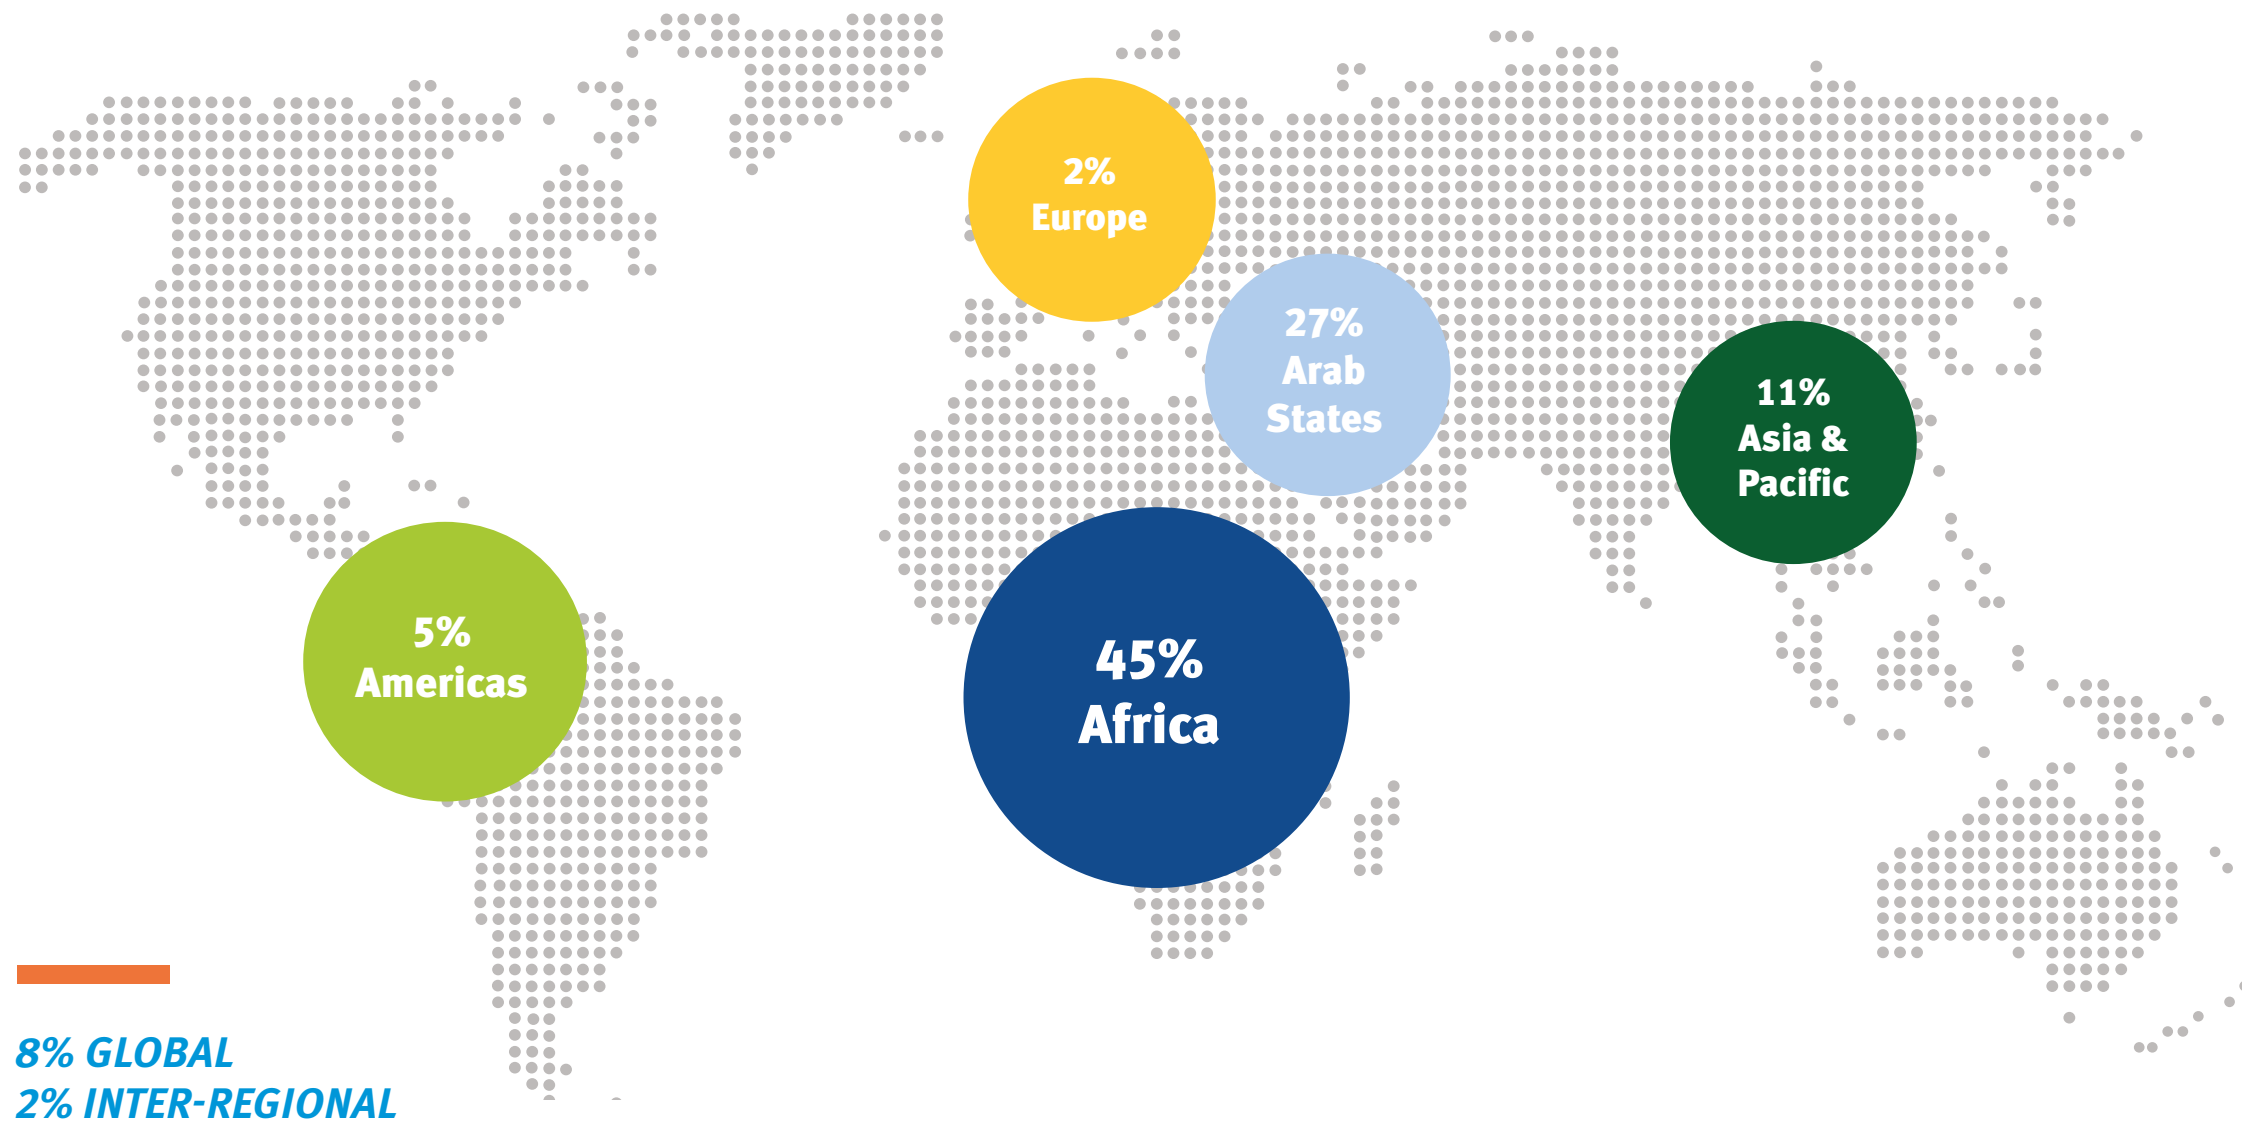 2%
Europe
27%
Arab
States
11%
Asia &
Pacific
5%
Americas
45%
Africa
8% GLOBAL
2% INTER-REGIONAL